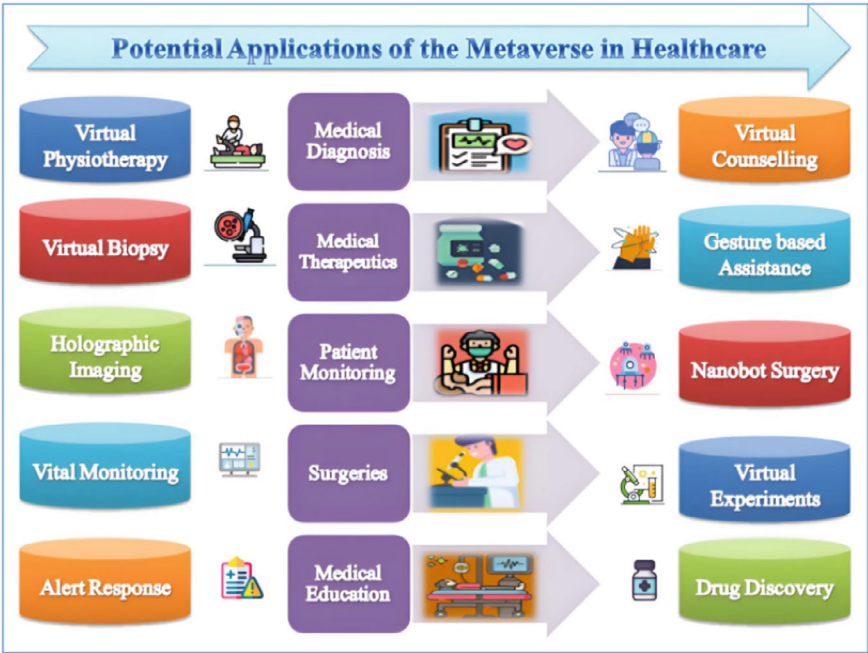 Potential Applications of the Metaverse in Healthcare
Virtual
Physiotherapy
Medical
Diagnosis
Virtual
Counselling
Virtual Biopsy
Medical
Therapeutics
Gesture based
Assistance
Holographic
Imaging
Patient
Monitoring
Nanobot Surgery
Vital Monitoring
Surgeries
Virtual
Experiments
Alert Response
Medical
Education
Drug Discovery